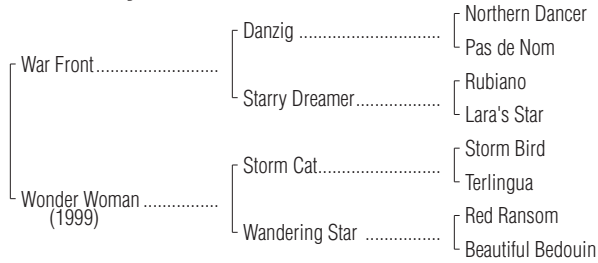 Northern Dancer
Danzig ..................................
Pas de Nom
War Front..........................
Rubiano
Starry Dreamer.....................
Lara's Star
Storm Bird
Storm Cat..............................
Terlingua
Wonder Woman ................
(1999)
Red Ransom
Wandering Star ..................
Beautiful Bedouin